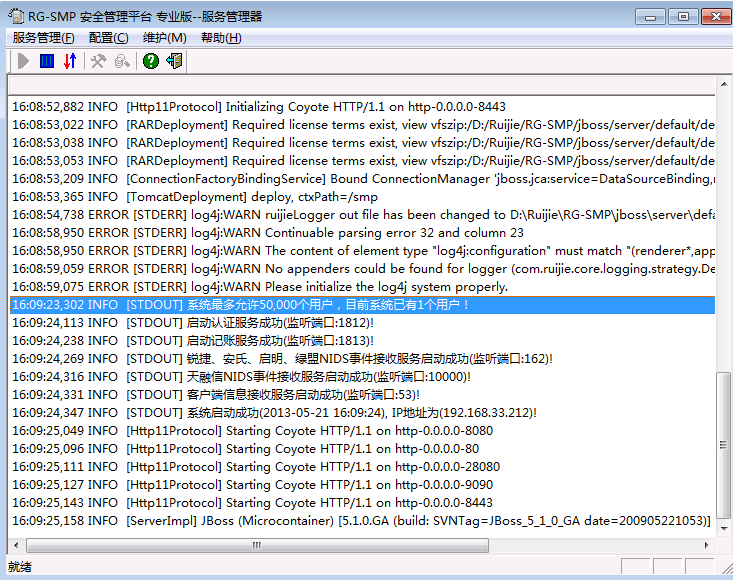 RG-SMP 安全管理平台 专业版--服务管理器
服务管理(F) 配置(C) 维护(M) 帮助(H)
16:08:52,882 INFO [Http11Protocol] Initializing Coyote HTTP/1.1 on http-0.0.0.0-8443
16:08:53,022 INFO [RARDeployment] Required license terms exist, view vfszip:/D:/Ruijie/RG-SMP/jboss/server/default/de
16:08:53,038 INFO [RARDeployment] Required license terms exist, view vfszip:/D:/Ruijie/RG-SMP/jboss/server/default/de
16:08:53,053 INFO [RARDeployment] Required license terms exist, view vfszip:/D:/Ruijie/RG-SMP/jboss/server/default/de
16:08:53,209 INFO [ConnectionFactoryBindingService] Bound ConnectionManager 'jboss.jca:service=DataSourceBinding,
16:08:53,365 INFO [TomcatDeployment] deploy, ctxPath=/smp
16:08:54,738 ERROR [STDERR] log4j:WARN ruijieLogger out file has been changed to D:\Ruijie\RG-SMP\jboss\server\defa
16:08:58,950 ERROR [STDERR] log4j:WARN Continuable parsing error 32 and column 23
16:08:58,950 ERROR [STDERR] log4j:WARN The content of element type "log4j:configuration" must match "(renderer*,app
16:08:59,059 ERROR [STDERR] log4j:WARN No appenders could be found for logger (com.ruijie.core.logging.strategy.De
16:08:59,075 ERROR [STDERR] log4j:WARN Please initialize the log4j system properly.
16:09:23,302 INFO [STDOUT] 系统最多允许50,000个用户，目前系统已有1个用户！
16:09:24,113 INFO [STDOUT] 启动认证服务成功(监听端口:1812)!
16:09:24,238 INFO [STDOUT] 启动记账服务成功(监听端口:1813)!
16:09:24,269 INFO [STDOUT] 锐捷、安氏、启明、绿盟NIDS事件接收服务启动成功(监听端口:162)!
16:09:24,316 INFO [STDOUT] 天融信NIDS事件接收服务启动成功(监听端口:10000)!
16:09:24,331 INFO [STDOUT] 客户端信息接收服务启动成功(监听端口:53)!
16:09:24,347 INFO [STDOUT] 系统启动成功(2013-05-21 16:09:24), IP地址为(192.168.33.212)!
16:09:25,049 INFO [Http11Protocol] Starting Coyote HTTP/1.1 on http-0.0.0.0-8080
16:09:25,096 INFO [Http11Protocol] Starting Coyote HTTP/1.1 on http-0.0.0.0-80
16:09:25,111 INFO [Http11Protocol] Starting Coyote HTTP/1.1 on http-0.0.0.0-28080
16:09:25,127 INFO [Http11Protocol] Starting Coyote HTTP/1.1 on http-0.0.0.0-9090
16:09:25,143 INFO [Http11Protocol] Starting Coyote HTTP/1.1 on http-0.0.0.0-8443
16:09:25,158 INFO [ServerImpl] JBoss (Microcontainer) [5.1.0.GA (build: SVNTag=JBoss_5_1_0_GA date=200905221053)]
就绪